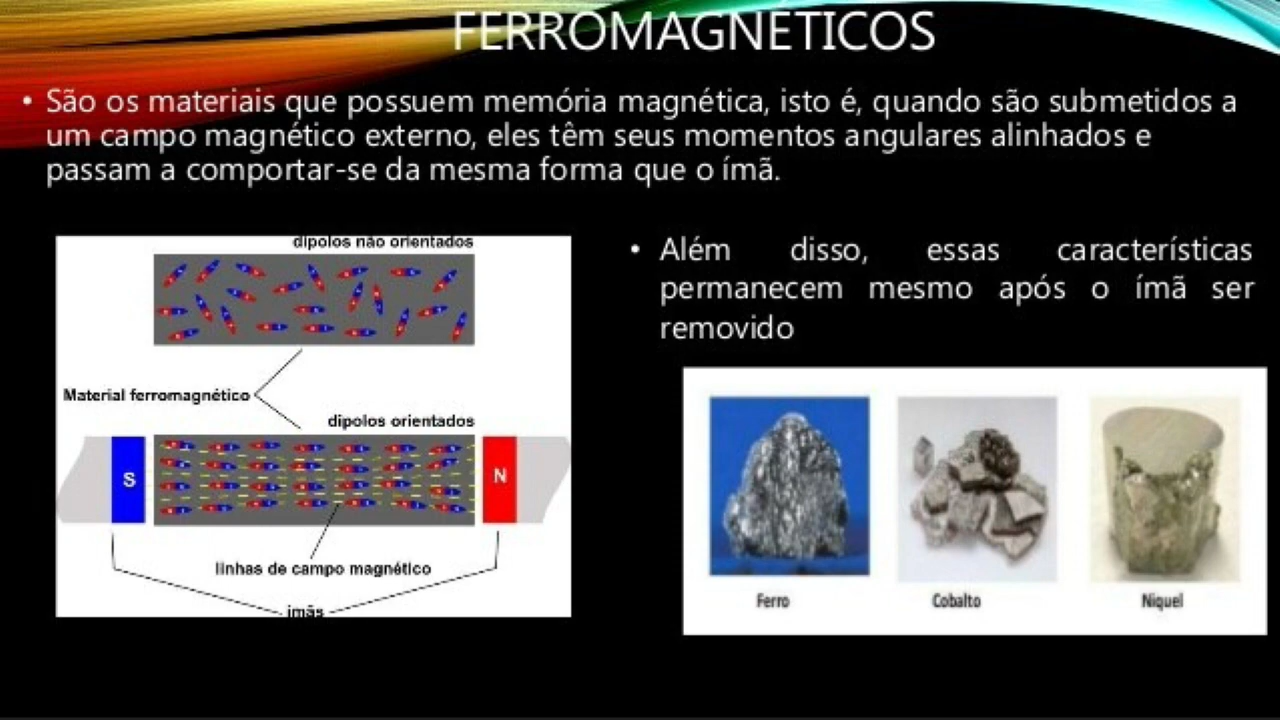 FERROMAGNÉTICOS
• São os materiais que possuem memória magnética, isto é, quando são submetidos a
um campo magnético externo, eles têm seus momentos angulares alinhados e
passam a comportar-se da mesma forma que o ímã.
dipolos não orientados
Material ferromagnético
dipolos orientados
S
N
linhas de campo magnético
imãs
• Além disso, essas características
permanecem mesmo após o ímã ser
removido
Ferro
Cobalto
Niquel